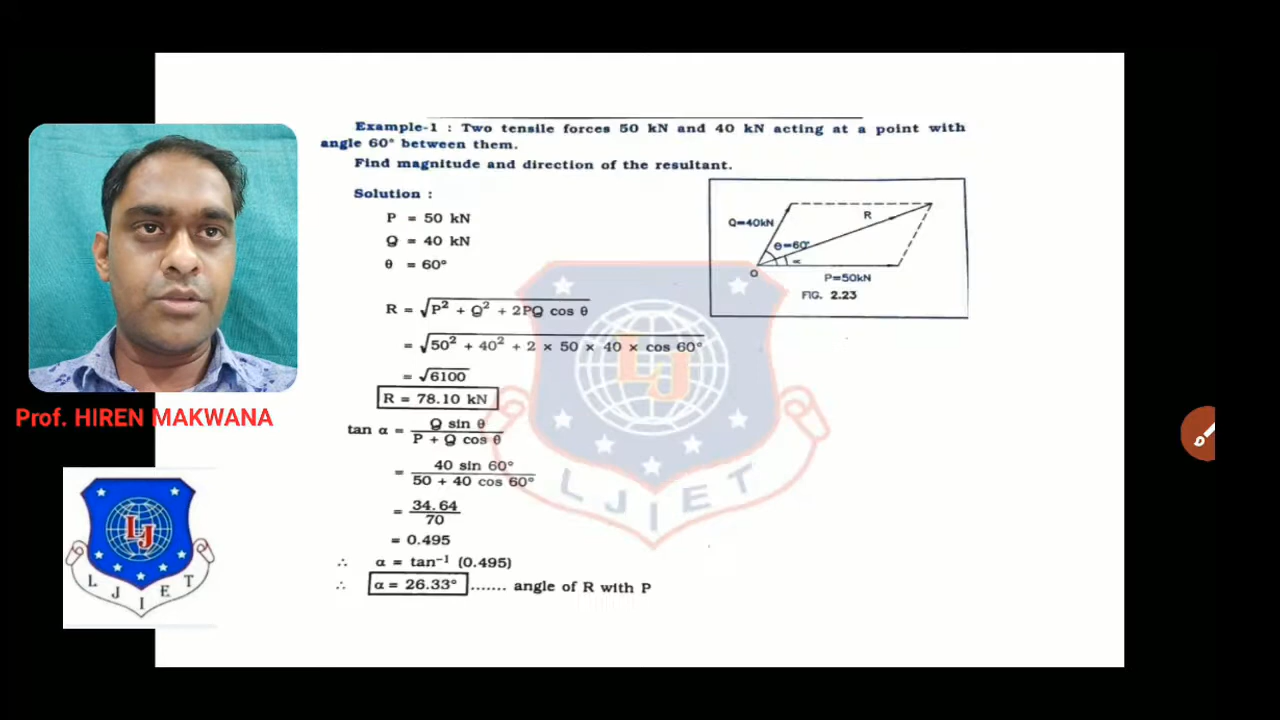 Example-1 : Two tensile forces 50 kN and 40 kN acting at a point with
angle 60° between them.
Find magnitude and direction of the resultant.
Solution :
P = 50 kN
Q = 40 kN
θ = 60°
R = √P² + Q² + 2PQ cos θ
= √50² + 40² + 2 × 50 × 40 × cos 60°
= √6100
R = 78.10 kN
tan α = Q sin θ / P + Q cos θ
= 40 sin 60° / 50 + 40 cos 60°
= 34.64 / 70
= 0.495
∴ α = tan⁻¹ (0.495)
∴ α = 26.33° ....... angle of R with P
Q=40kN
R
θ=60°
α
O
P=50kN
FIG. 2.23
LJ
LJIET
Prof. HIREN MAKWANA
LJ
LJIET